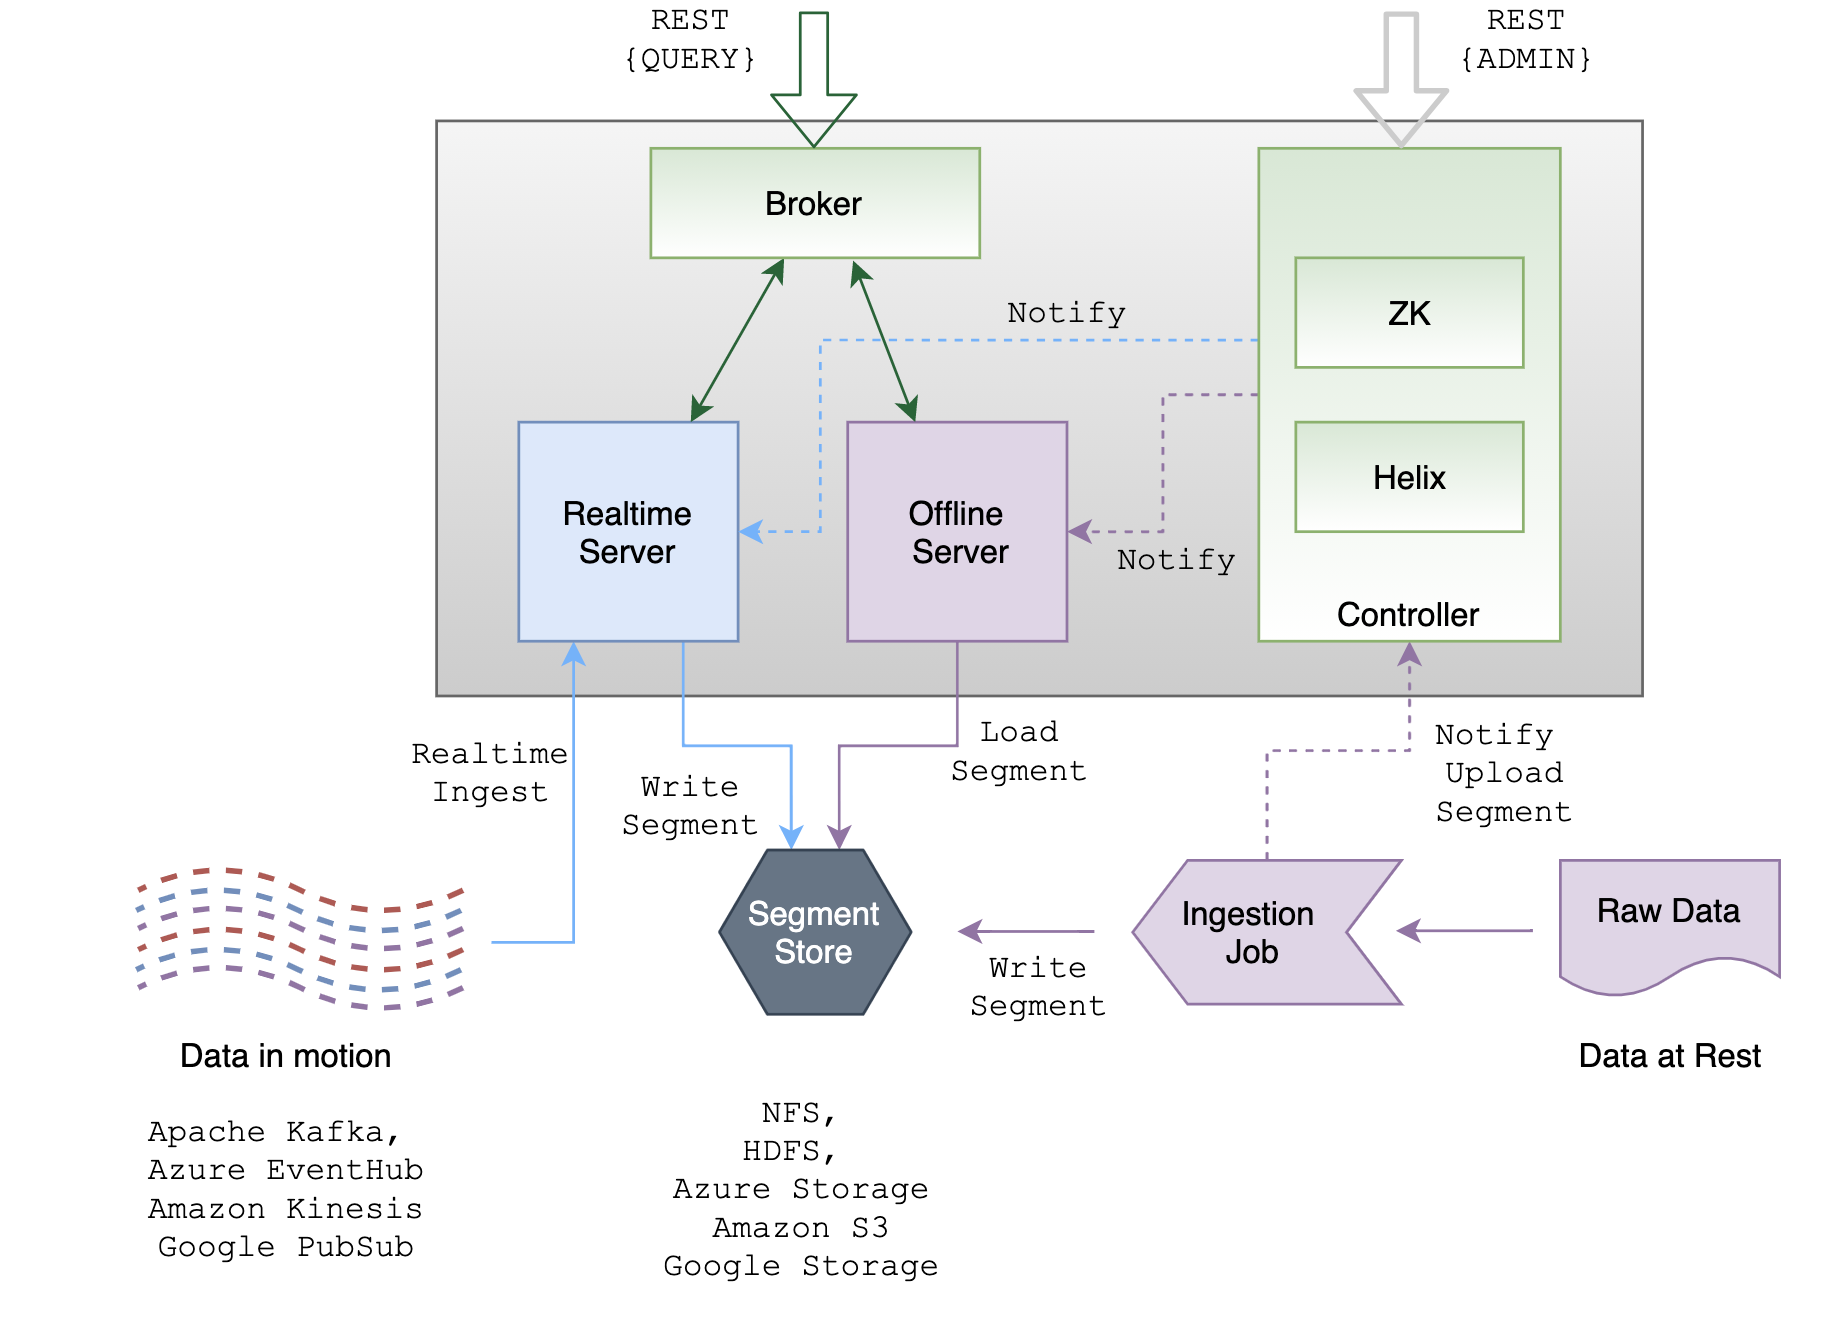 REST
{QUERY}
REST
{ADMIN}
Broker
ZK
Notify
Helix
Realtime
Server
Offline
Server
Notify
Controller
Realtime
Ingest
Write
Segment
Load
Segment
Notify
Upload
Segment
Segment
Store
Write
Segment
Ingestion
Job
Raw Data
Data in motion
Data at Rest
Apache Kafka,
Azure EventHub
Amazon Kinesis
Google PubSub
NFS,
HDFS,
Azure Storage
Amazon S3
Google Storage